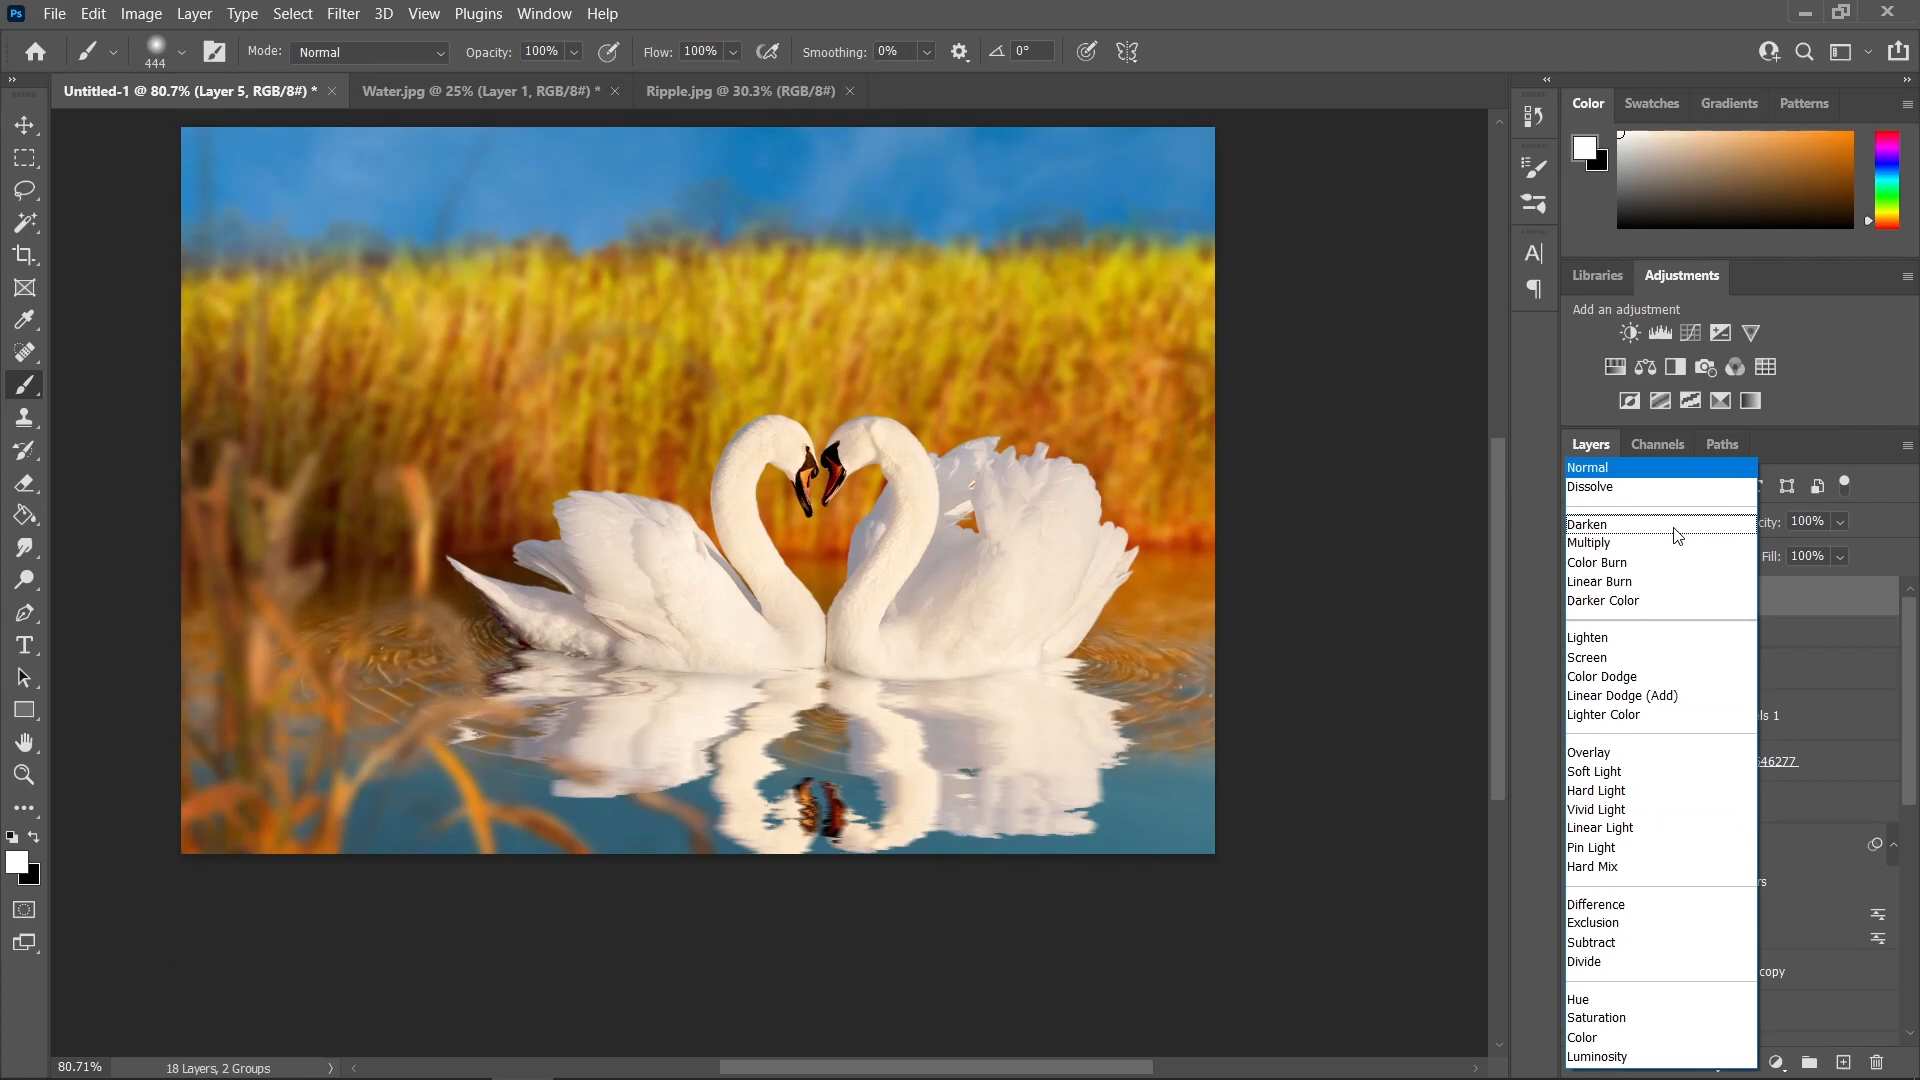 Ps File Edit Image Layer Type Select Filter 3D View Plugins Window Help
444 Mode: Normal Opacity: 100% Flow: 100% Smoothing: 0% 0°
Untitled-1 @ 80.7% (Layer 5, RGB/8#) * Water.jpg @ 25% (Layer 1, RGB/8#) * Ripple.jpg @ 30.3% (RGB/8#)
Color Swatches Gradients Patterns
Libraries Adjustments
Add an adjustment
Layers Channels Paths
Normal
Dissolve
Darken
city: 100%
Multiply
Fill: 100%
Color Burn
Linear Burn
Darker Color
Lighten
Screen
Color Dodge
Linear Dodge (Add)
Lighter Color
ls 1
Overlay
546277
Soft Light
Hard Light
Vivid Light
Linear Light
Pin Light
Hard Mix
rs
Difference
Exclusion
Subtract
Divide
copy
Hue
Saturation
Color
Luminosity
80.71% 18 Layers, 2 Groups